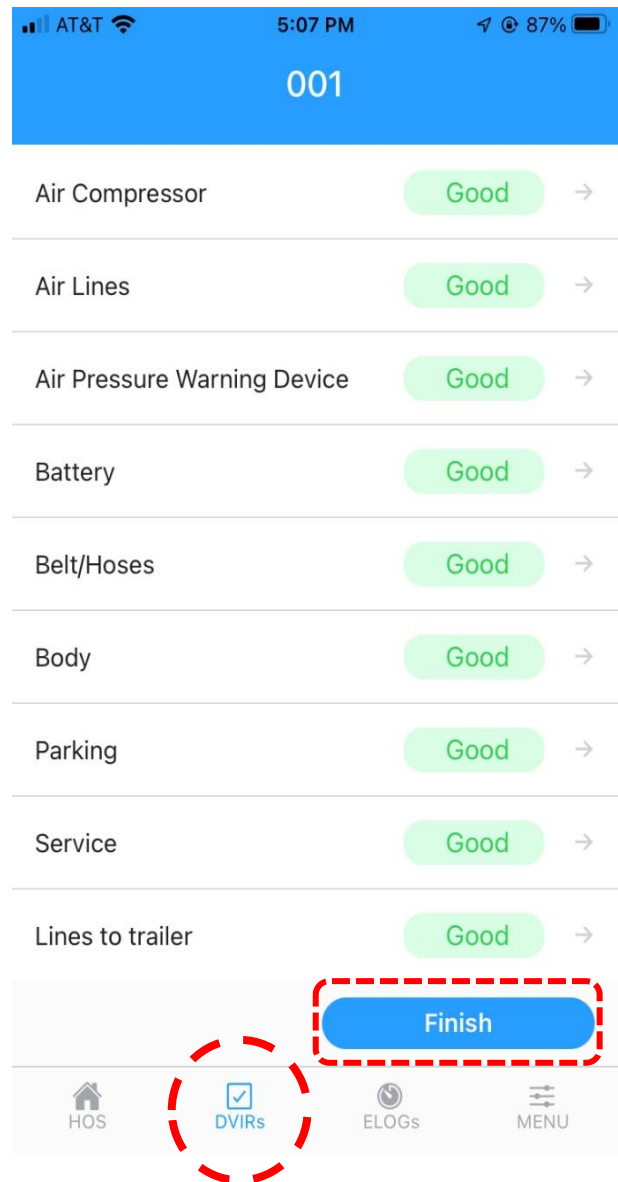 AT&T 5:07 PM 87%
001
Air Compressor Good
Air Lines Good
Air Pressure Warning Device Good
Battery Good
Belt/Hoses Good
Body Good
Parking Good
Service Good
Lines to trailer Good
Finish
HOS DVIRs ELOGs MENU